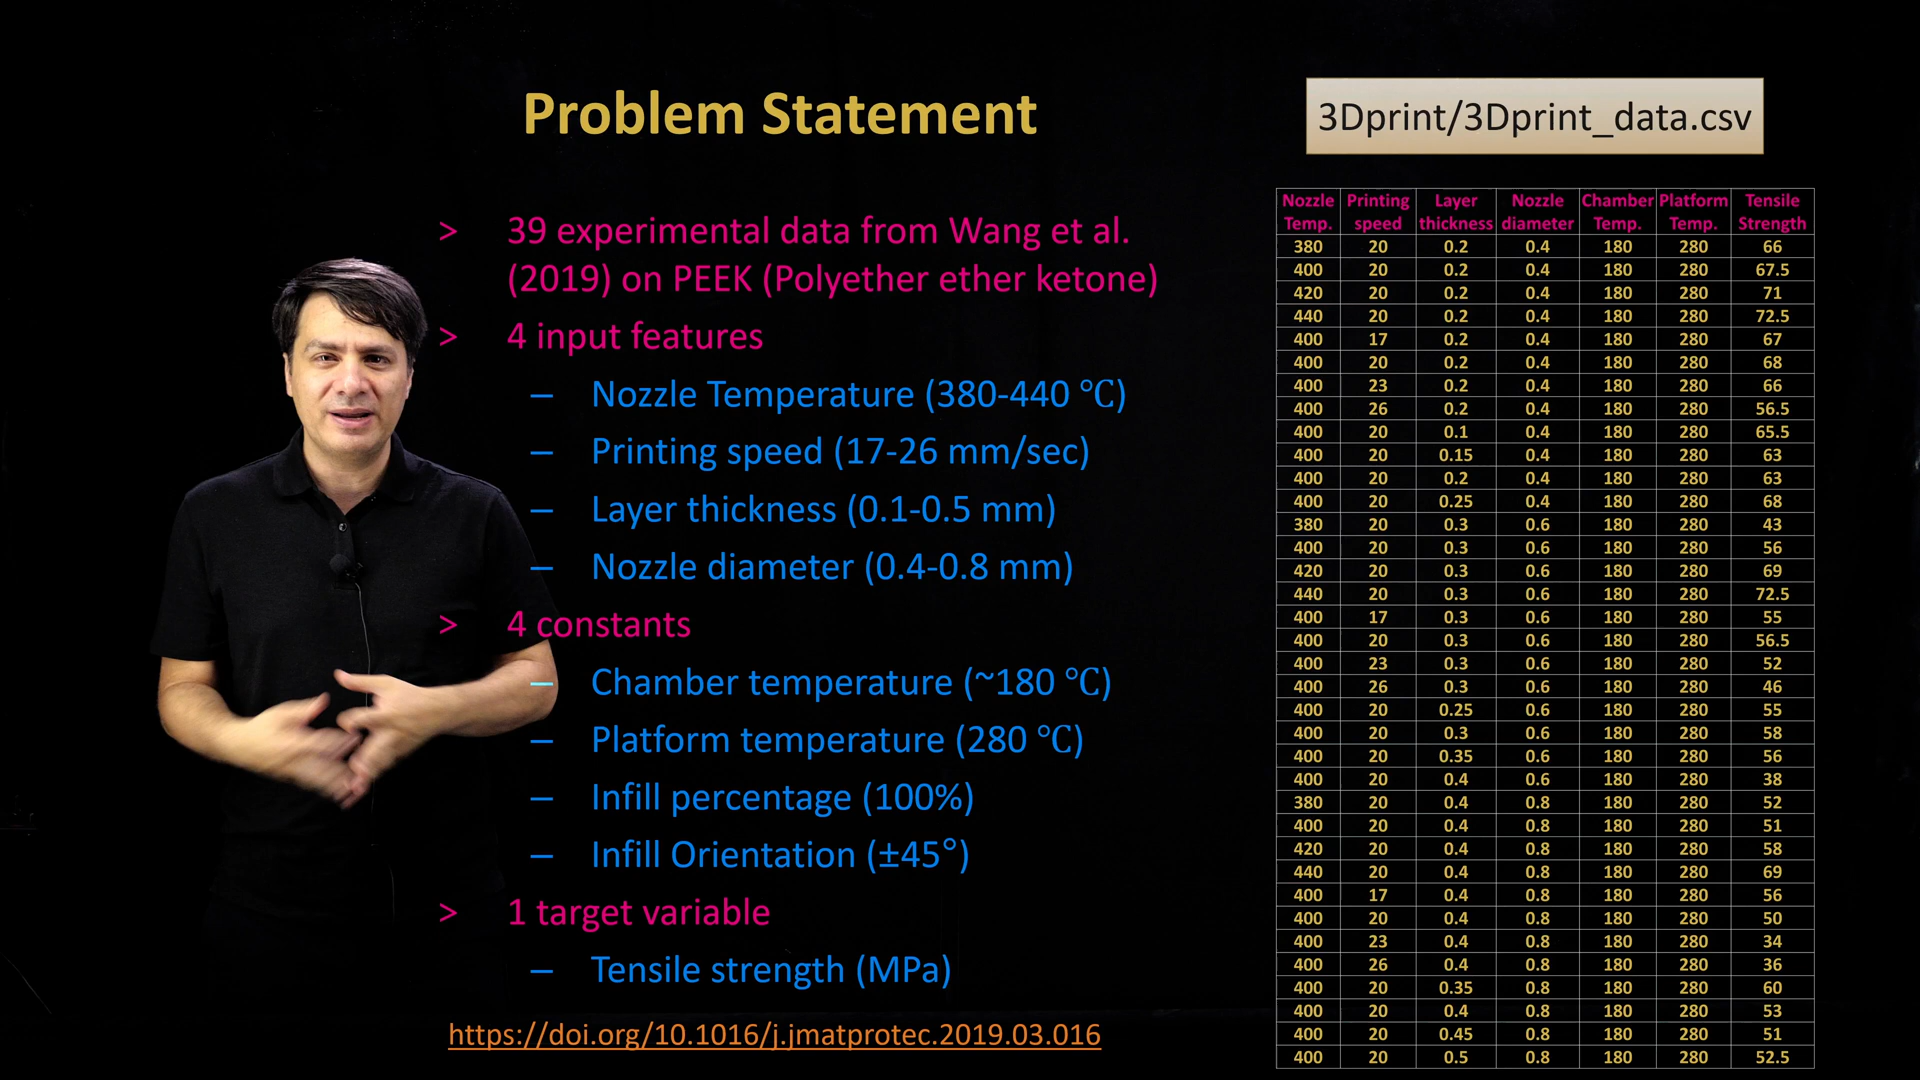 Problem Statement
3Dprint/3Dprint_data.csv
> 39 experimental data from Wang et al.
(2019) on PEEK (Polyether ether ketone)
> 4 input features
– Nozzle Temperature (380-440 ℃)
– Printing speed (17-26 mm/sec)
– Layer thickness (0.1-0.5 mm)
– Nozzle diameter (0.4-0.8 mm)
> 4 constants
– Chamber temperature (~180 ℃)
– Platform temperature (280 ℃)
– Infill percentage (100%)
– Infill Orientation (±45°)
> 1 target variable
– Tensile strength (MPa)
https://doi.org/10.1016/j.jmatprotec.2019.03.016
Nozzle Printing Layer Nozzle Chamber Platform Tensile
Temp. speed thickness diameter Temp. Temp. Strength
380 20 0.2 0.4 180 280 66
400 20 0.2 0.4 180 280 67.5
420 20 0.2 0.4 180 280 71
440 20 0.2 0.4 180 280 72.5
400 17 0.2 0.4 180 280 67
400 20 0.2 0.4 180 280 68
400 23 0.2 0.4 180 280 66
400 26 0.2 0.4 180 280 56.5
400 20 0.1 0.4 180 280 65.5
400 20 0.15 0.4 180 280 63
400 20 0.2 0.4 180 280 63
400 20 0.25 0.4 180 280 68
380 20 0.3 0.6 180 280 43
400 20 0.3 0.6 180 280 56
420 20 0.3 0.6 180 280 69
440 20 0.3 0.6 180 280 72.5
400 17 0.3 0.6 180 280 55
400 20 0.3 0.6 180 280 56.5
400 23 0.3 0.6 180 280 52
400 26 0.3 0.6 180 280 46
400 20 0.25 0.6 180 280 55
400 20 0.3 0.6 180 280 58
400 20 0.35 0.6 180 280 56
400 20 0.4 0.6 180 280 38
380 20 0.4 0.8 180 280 52
400 20 0.4 0.8 180 280 51
420 20 0.4 0.8 180 280 58
440 20 0.4 0.8 180 280 69
400 17 0.4 0.8 180 280 56
400 20 0.4 0.8 180 280 50
400 23 0.4 0.8 180 280 34
400 26 0.4 0.8 180 280 36
400 20 0.35 0.8 180 280 60
400 20 0.4 0.8 180 280 53
400 20 0.45 0.8 180 280 51
400 20 0.5 0.8 180 280 52.5